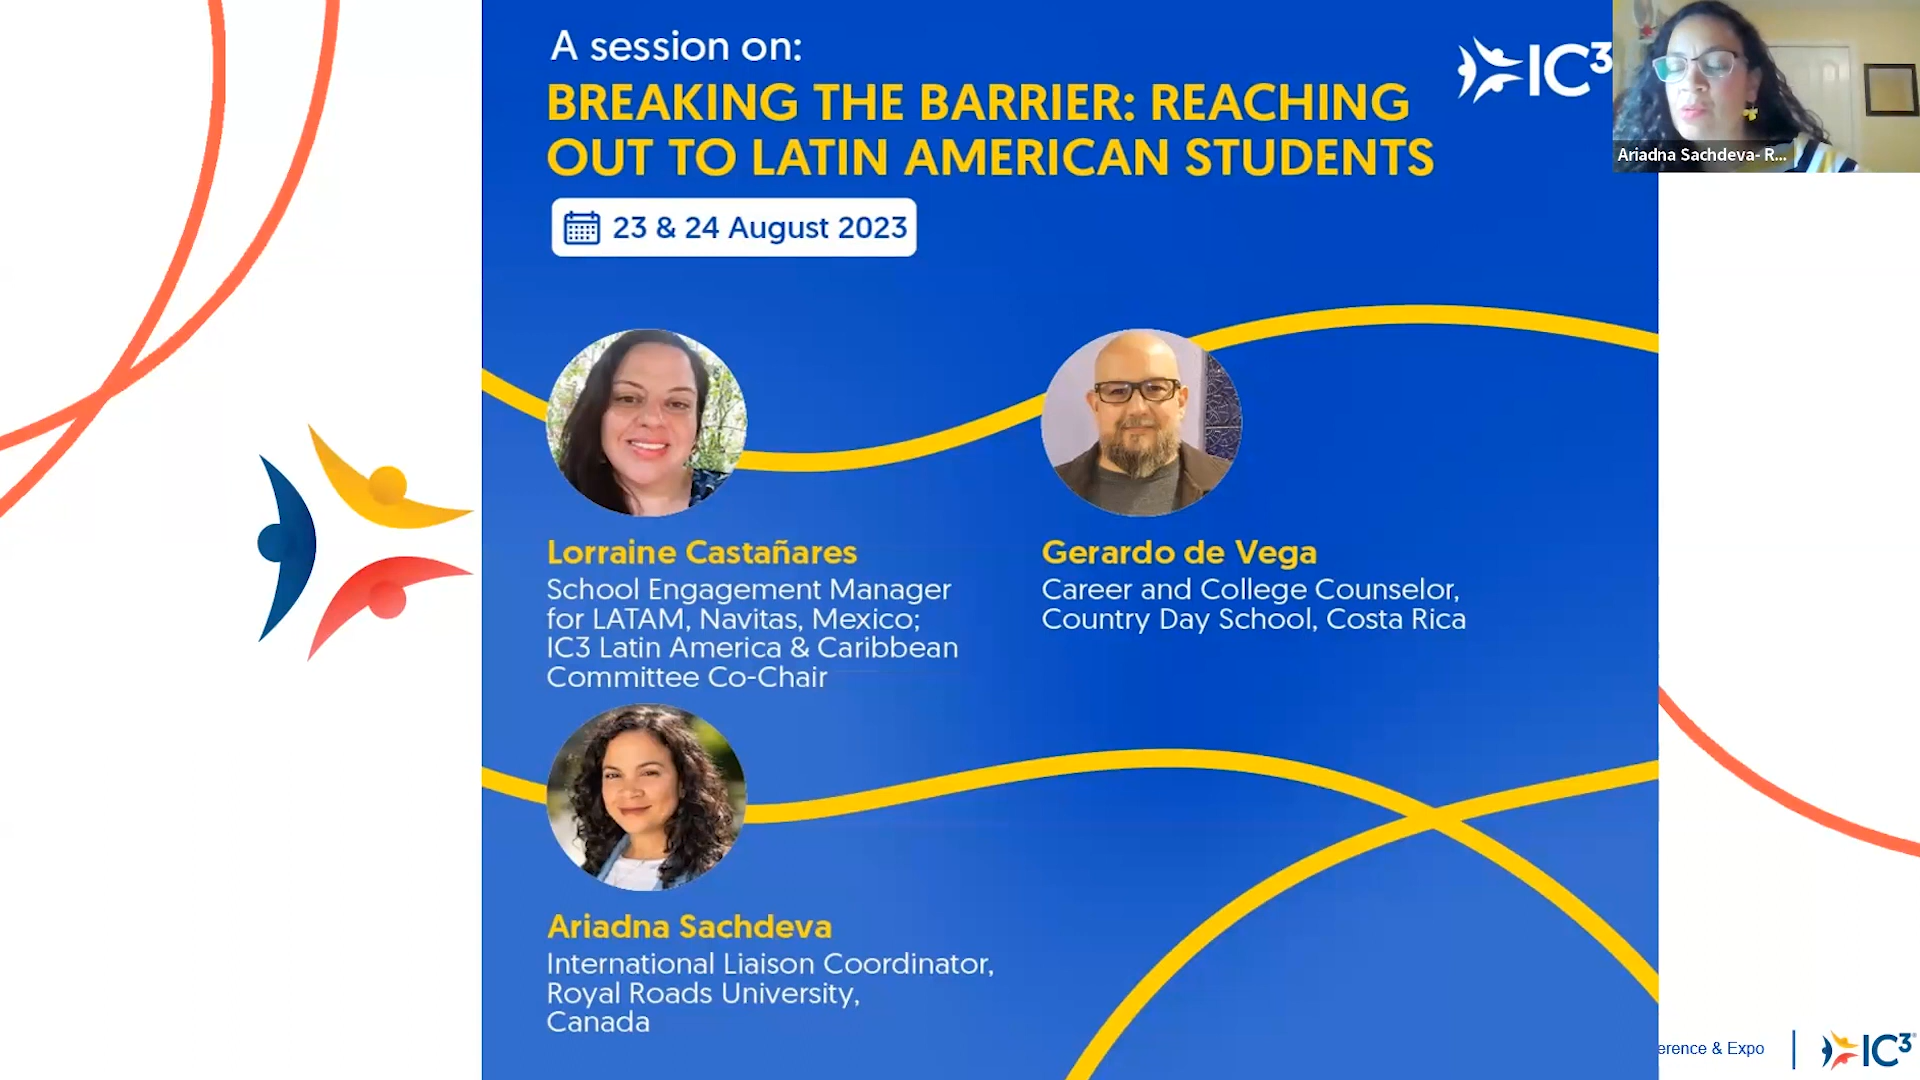 A session on:
BREAKING THE BARRIER: REACHING
OUT TO LATIN AMERICAN STUDENTS
23 & 24 August 2023
IC3
Ariadna Sachdeva- R...
Lorraine Castañares
School Engagement Manager
for LATAM, Navitas, Mexico;
IC3 Latin America & Caribbean
Committee Co-Chair
Gerardo de Vega
Career and College Counselor,
Country Day School, Costa Rica
Ariadna Sachdeva
International Liaison Coordinator,
Royal Roads University,
Canada
erence & Expo
IC3